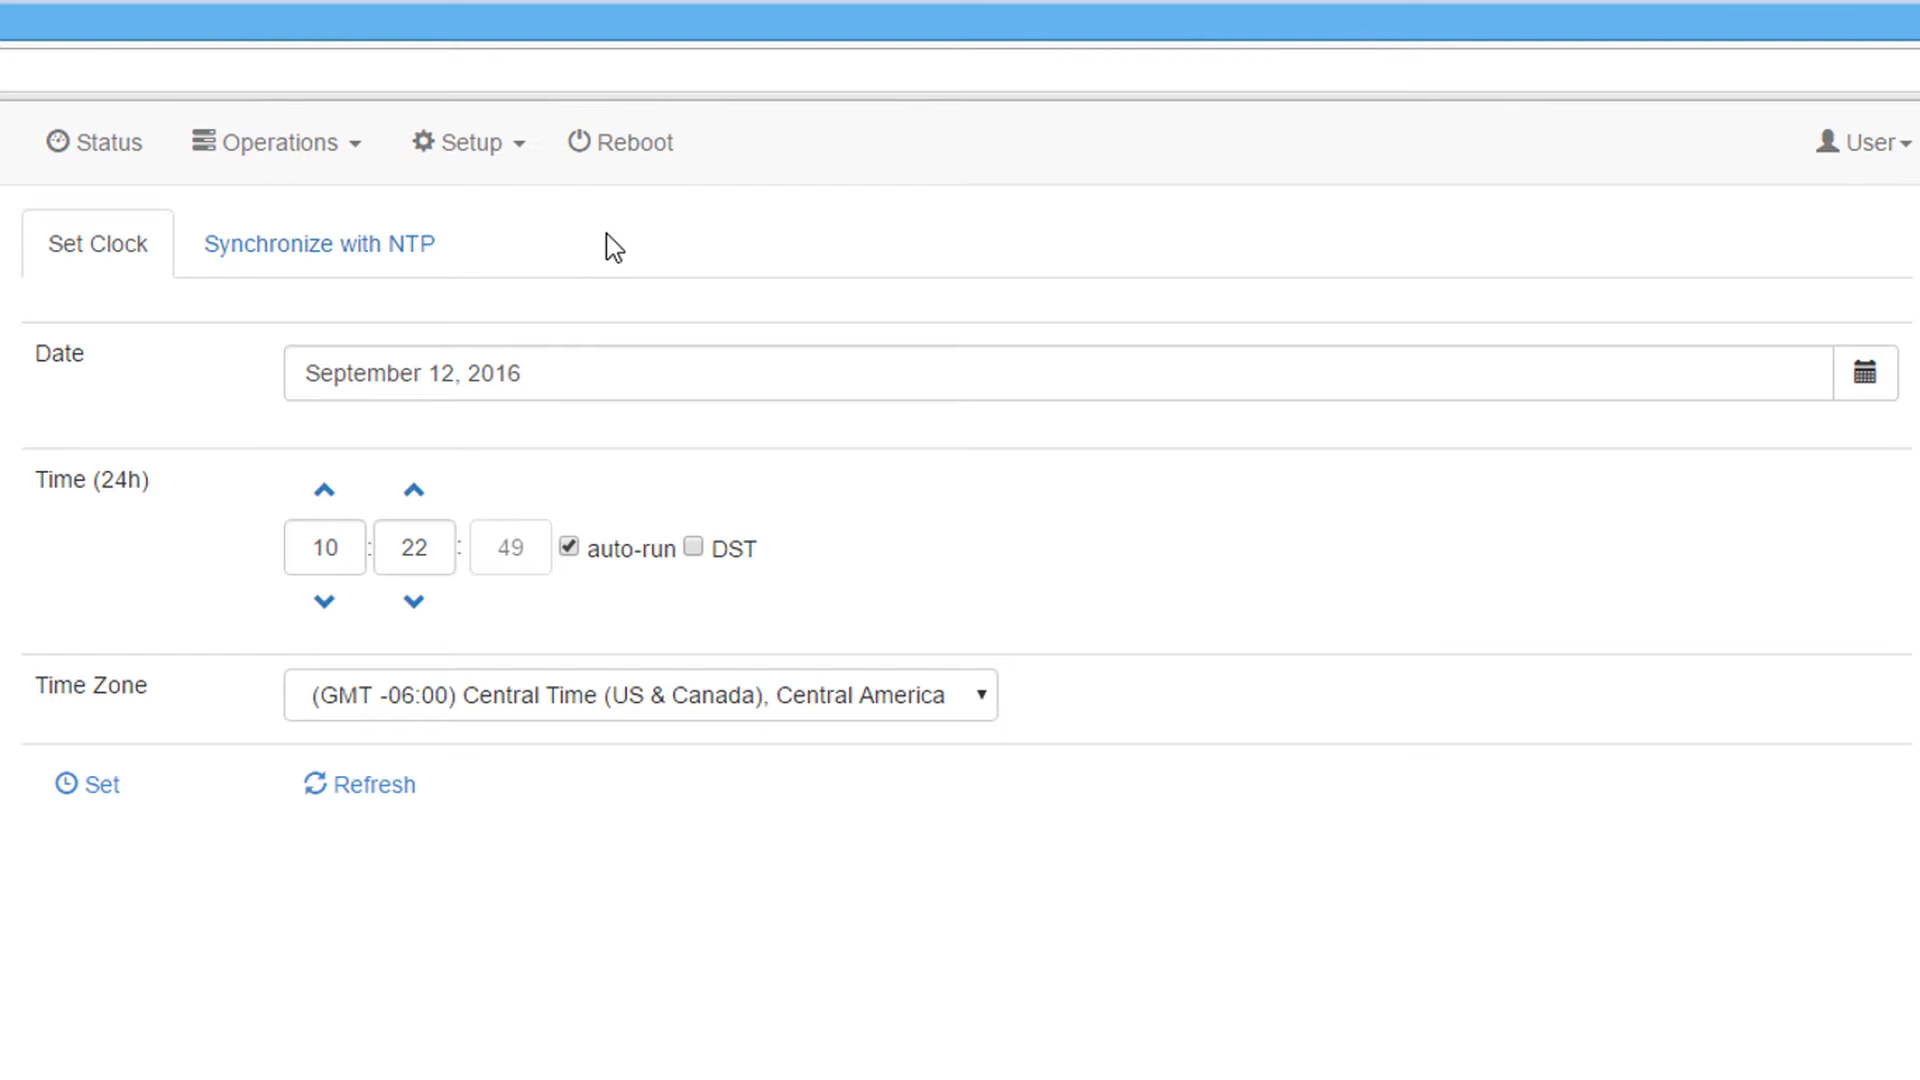 Status Operations Setup Reboot User
Set Clock Synchronize with NTP
Date
September 12, 2016
Time (24h)
10 : 22 : 49 auto-run DST
Time Zone
(GMT -06:00) Central Time (US & Canada), Central America
Set Refresh